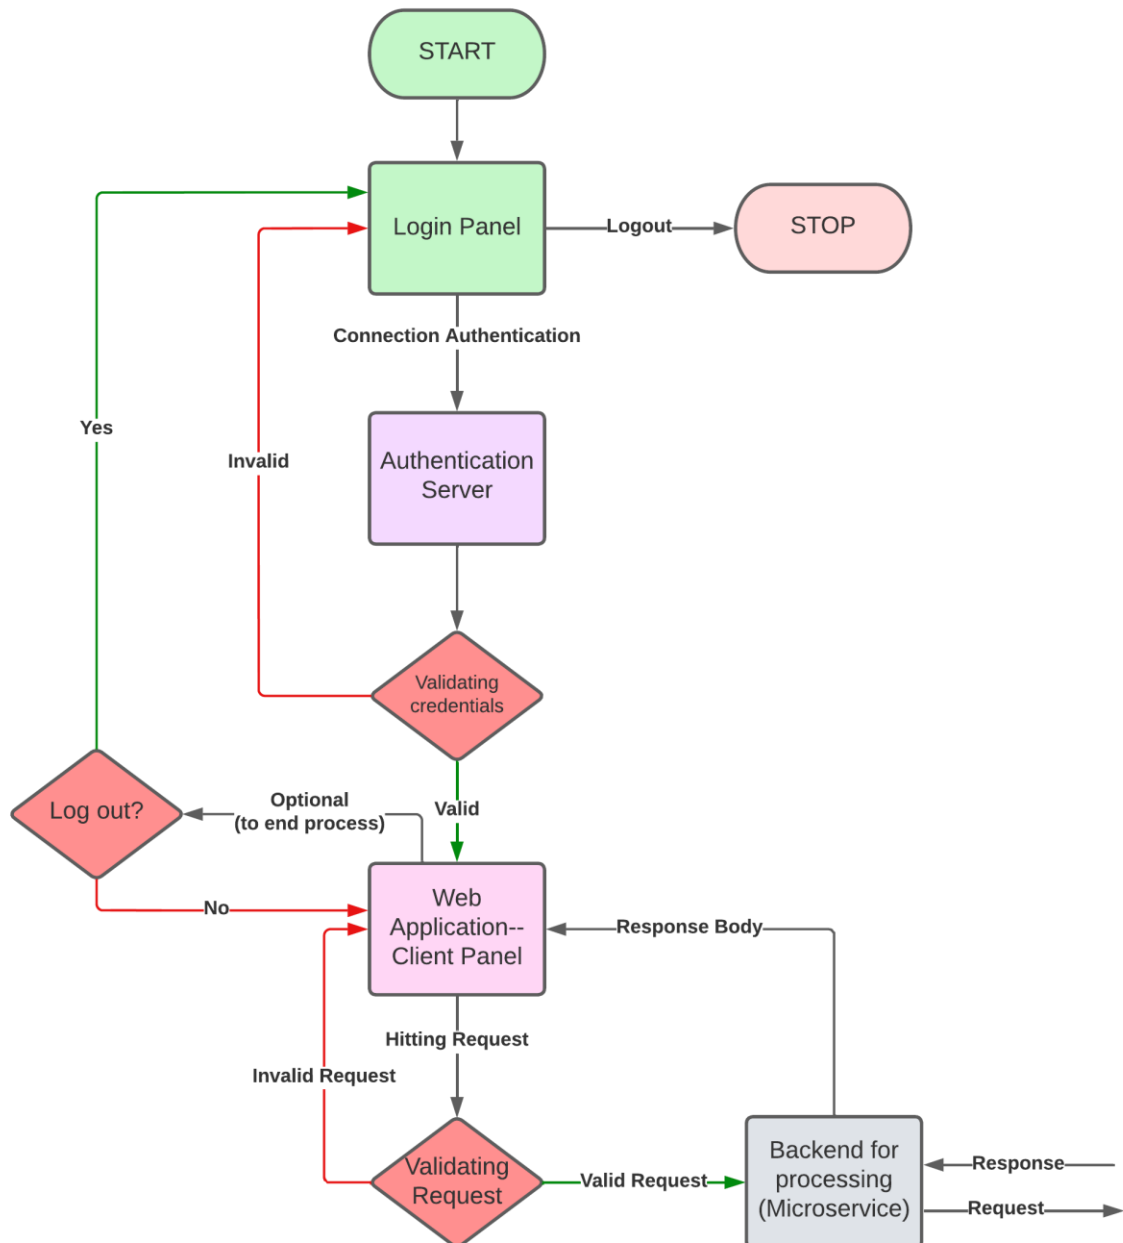 START
Login Panel
Logout
STOP
Connection Authentication
Yes
Invalid
Authentication
Server
Validating
credentials
Log out?
Optional
(to end process)
Valid
No
Web
Application--
Client Panel
Response Body
Hitting Request
Invalid Request
Validating
Request
Valid Request
Backend for
processing
(Microservice)
Response
Request